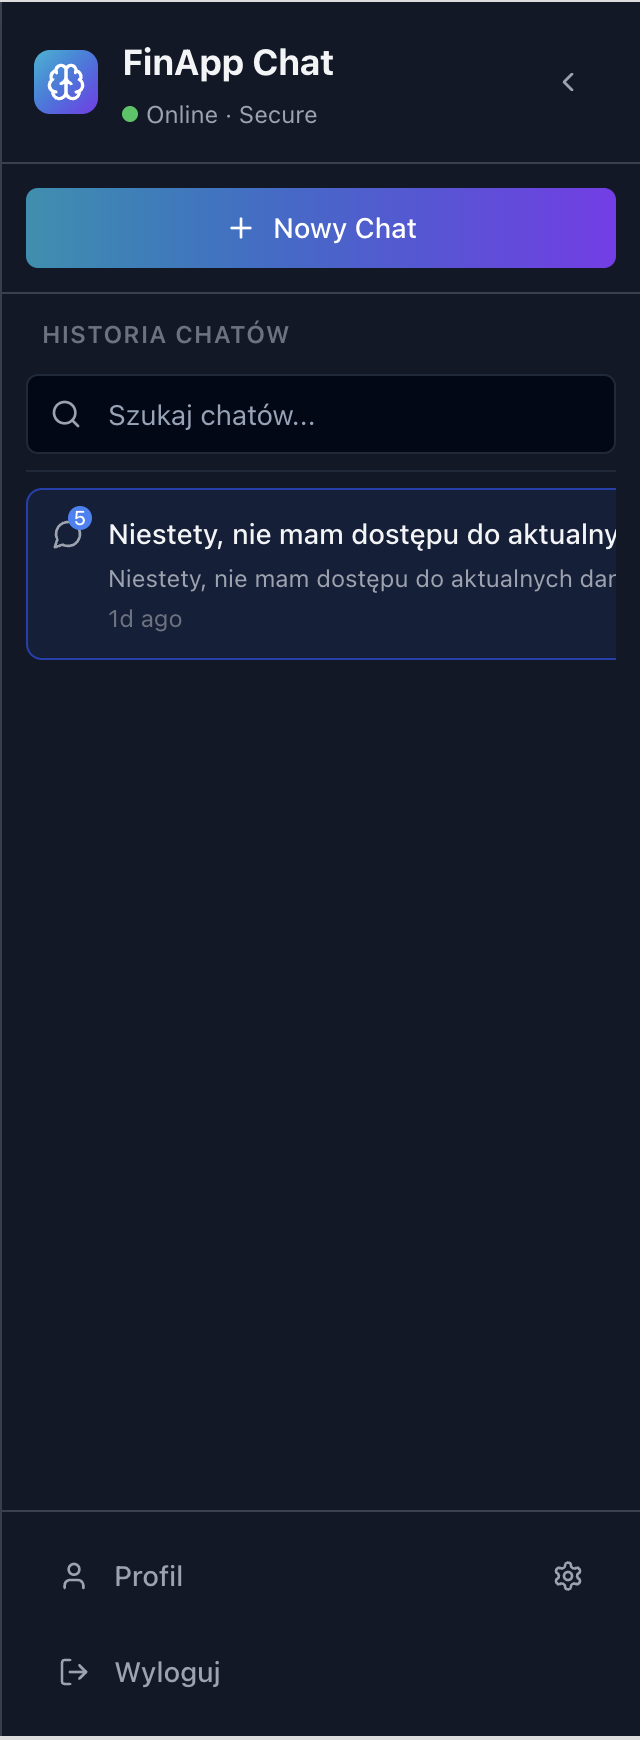 FinApp Chat
Online · Secure
Nowy Chat
HISTORIA CHATÓW
Szukaj chatów...
5
Niestety, nie mam dostępu do aktualny
Niestety, nie mam dostępu do aktualnych dan
1d ago
Profil
Wyloguj